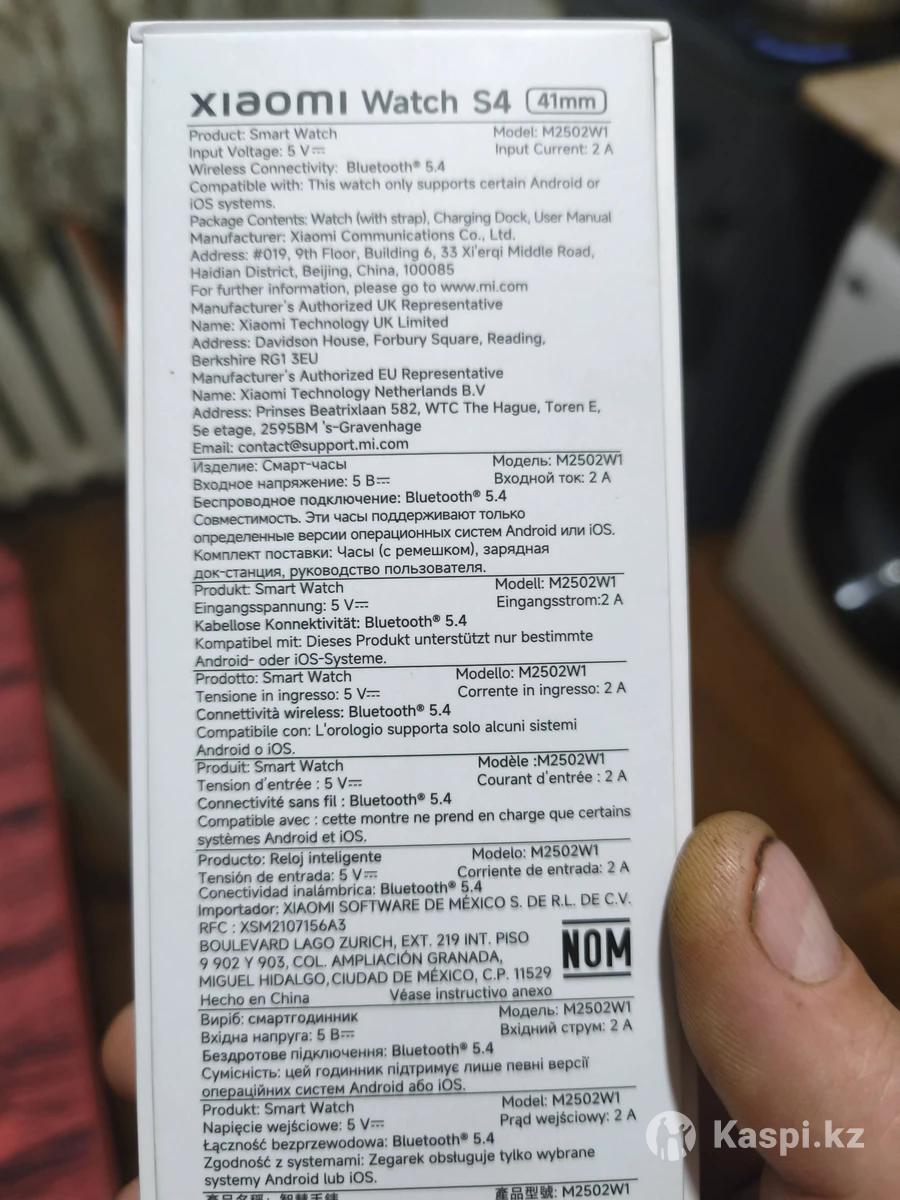 xiaomi Watch S4 41mm
Product: Smart Watch Model: M2502W1
Input Voltage: 5 V⎓ Input Current: 2 A
Wireless Connectivity: Bluetooth® 5.4
Compatible with: This watch only supports certain Android or
iOS systems.
Package Contents: Watch (with strap), Charging Dock, User Manual
Manufacturer: Xiaomi Communications Co., Ltd.
Address: #019, 9th Floor, Building 6, 33 Xi'erqi Middle Road,
Haidian District, Beijing, China, 100085
For further information, please go to www.mi.com
Manufacturer's Authorized UK Representative
Name: Xiaomi Technology UK Limited
Address: Davidson House, Forbury Square, Reading,
Berkshire RG1 3EU
Manufacturer's Authorized EU Representative
Name: Xiaomi Technology Netherlands B.V
Address: Prinses Beatrixlaan 582, WTC The Hague, Toren E,
5e etage, 2595BM 's-Gravenhage
Email: contact@support.mi.com
Изделие: Смарт-часы Модель: M2502W1
Входное напряжение: 5 В⎓ Входной ток: 2 А
Беспроводное подключение: Bluetooth® 5.4
Совместимость. Эти часы поддерживают только
определенные версии операционных систем Android или iOS.
Комплект поставки: Часы (с ремешком), зарядная
док-станция, руководство пользователя.
Produkt: Smart Watch Modell: M2502W1
Eingangsspannung: 5 V⎓ Eingangsstrom:2 A
Kabellose Konnektivität: Bluetooth® 5.4
Kompatibel mit: Dieses Produkt unterstützt nur bestimmte
Android- oder iOS-Systeme.
Prodotto: Smart Watch Modello: M2502W1
Tensione in ingresso: 5 V⎓ Corrente in ingresso: 2 A
Connettività wireless: Bluetooth® 5.4
Compatibile con: L'orologio supporta solo alcuni sistemi
Android o iOS.
Produit: Smart Watch Modèle :M2502W1
Tension d'entrée : 5 V⎓ Courant d'entrée : 2 A
Connectivité sans fil : Bluetooth® 5.4
Compatible avec : cette montre ne prend en charge que certains
systèmes Android et iOS.
Producto: Reloj inteligente Modelo: M2502W1
Tensión de entrada: 5 V⎓ Corriente de entrada: 2 A
Conectividad inalámbrica: Bluetooth® 5.4
Importador: XIAOMI SOFTWARE DE MÉXICO S. DE R.L. DE C.V.
RFC : XSM2107156A3
BOULEVARD LAGO ZURICH, EXT. 219 INT. PISO
9 902 Y 903, COL. AMPLIACIÓN GRANADA,
MIGUEL HIDALGO,CIUDAD DE MÉXICO, C.P. 11529
NOM
Hecho en China Véase instructivo anexo
Виріб: смартгодинник Модель: M2502W1
Вхідна напруга: 5 В⎓ Вхідний струм: 2 А
Бездротове підключення: Bluetooth® 5.4
Сумісність: цей годинник підтримує лише певні версії
операційних систем Android або iOS.
Produkt: Smart Watch Model: M2502W1
Napięcie wejściowe: 5 V⎓ Prąd wejściowy: 2 A
Łączność bezprzewodowa: Bluetooth® 5.4
Zgodność z systemami: Zegarek obsługuje tylko wybrane
systemy Android lub iOS.
產品名稱: 智慧手錶 產品型號: M2502W1
Kaspi.kz